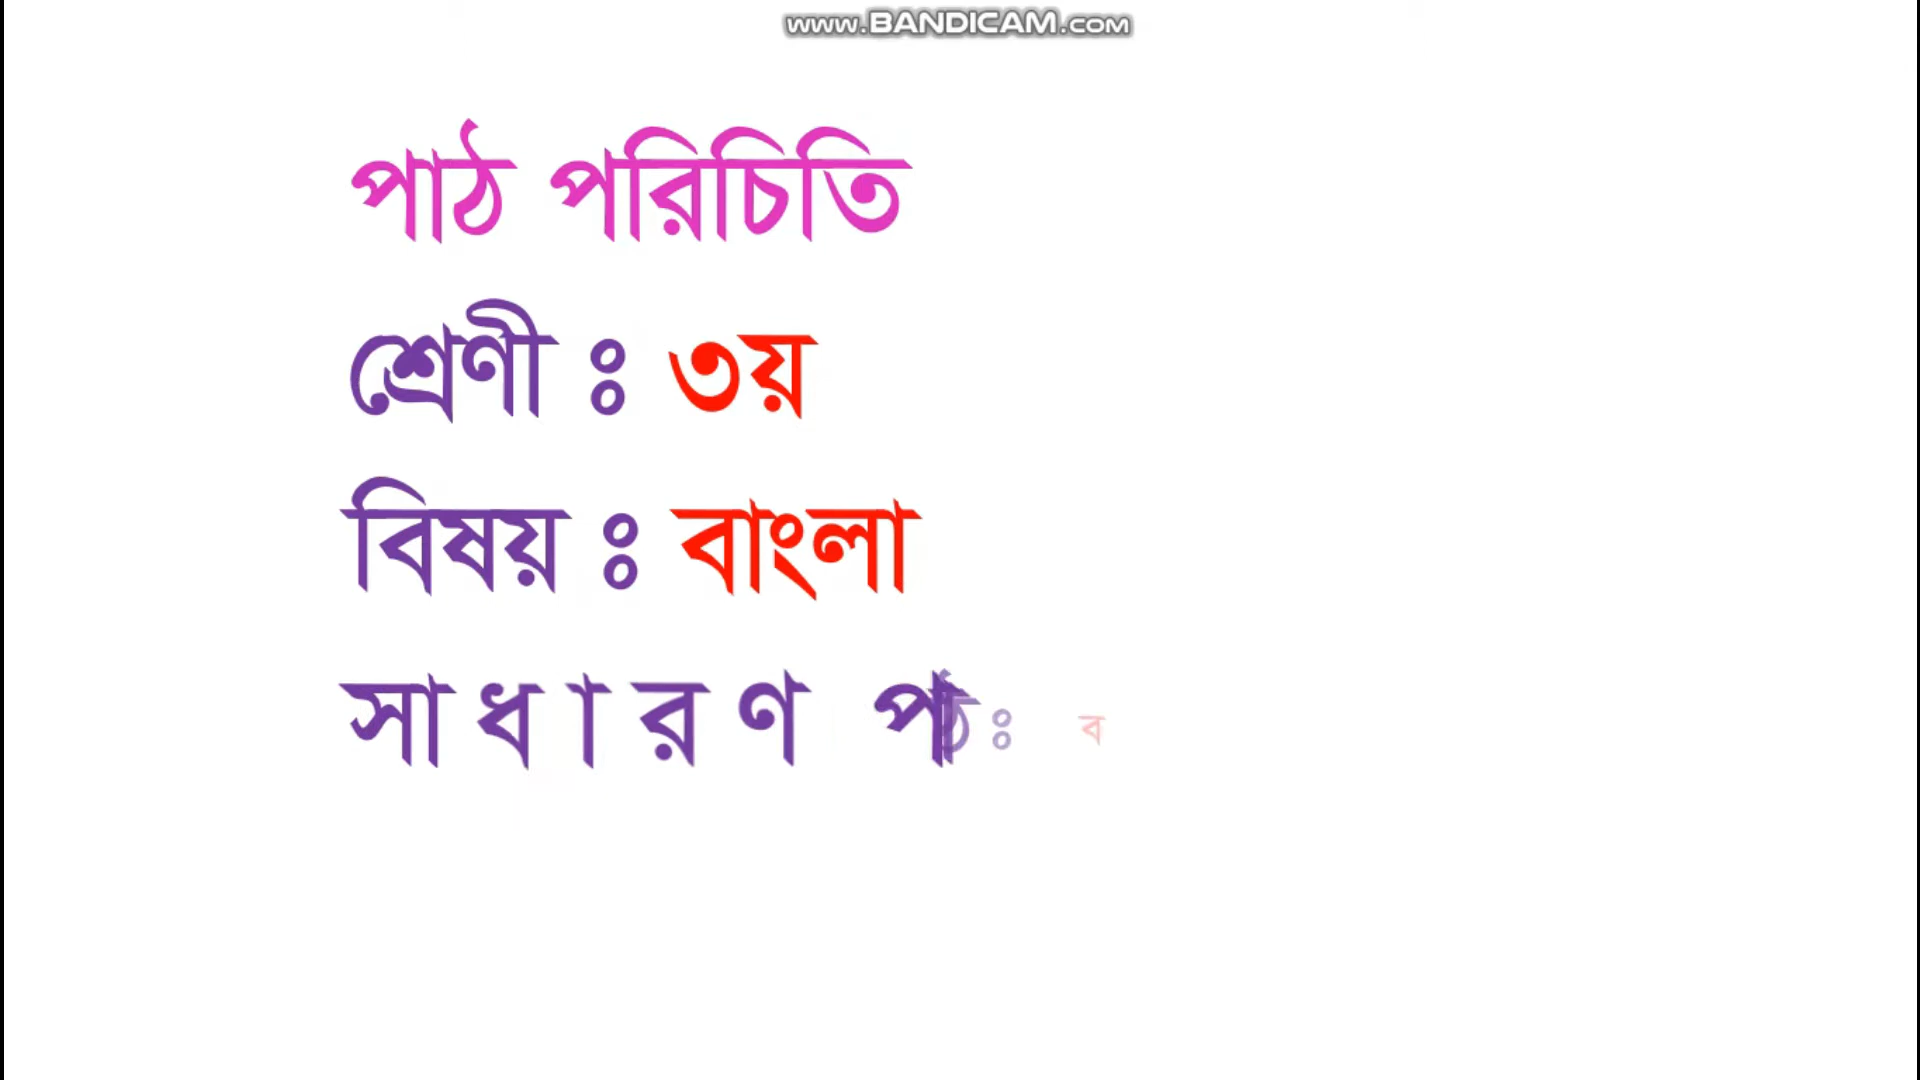 www.BANDICAM.com
পাঠ পরিচিতি
শ্রেণী ঃ ৩য়
বিষয় ঃ বাংলা
সাধারণ পাঠ ঃ ব